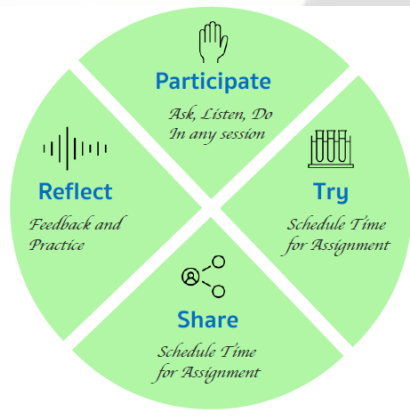 Participate
Ask, Listen, Do
In any session
Reflect
Feedback and
Practice
Try
Schedule Time
for Assignment
Share
Schedule Time
for Assignment